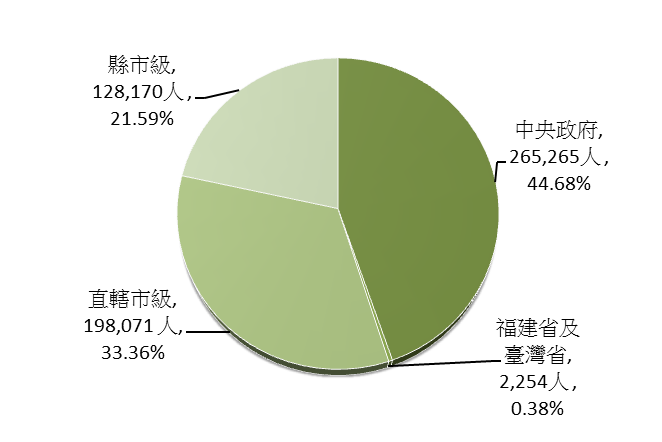 縣市級,
128,170人,
21.59%
中央政府,
265,265人,
44.68%
直轄市級,
198,071人,
33.36%
福建省及
臺灣省,
2,254人,
0.38%